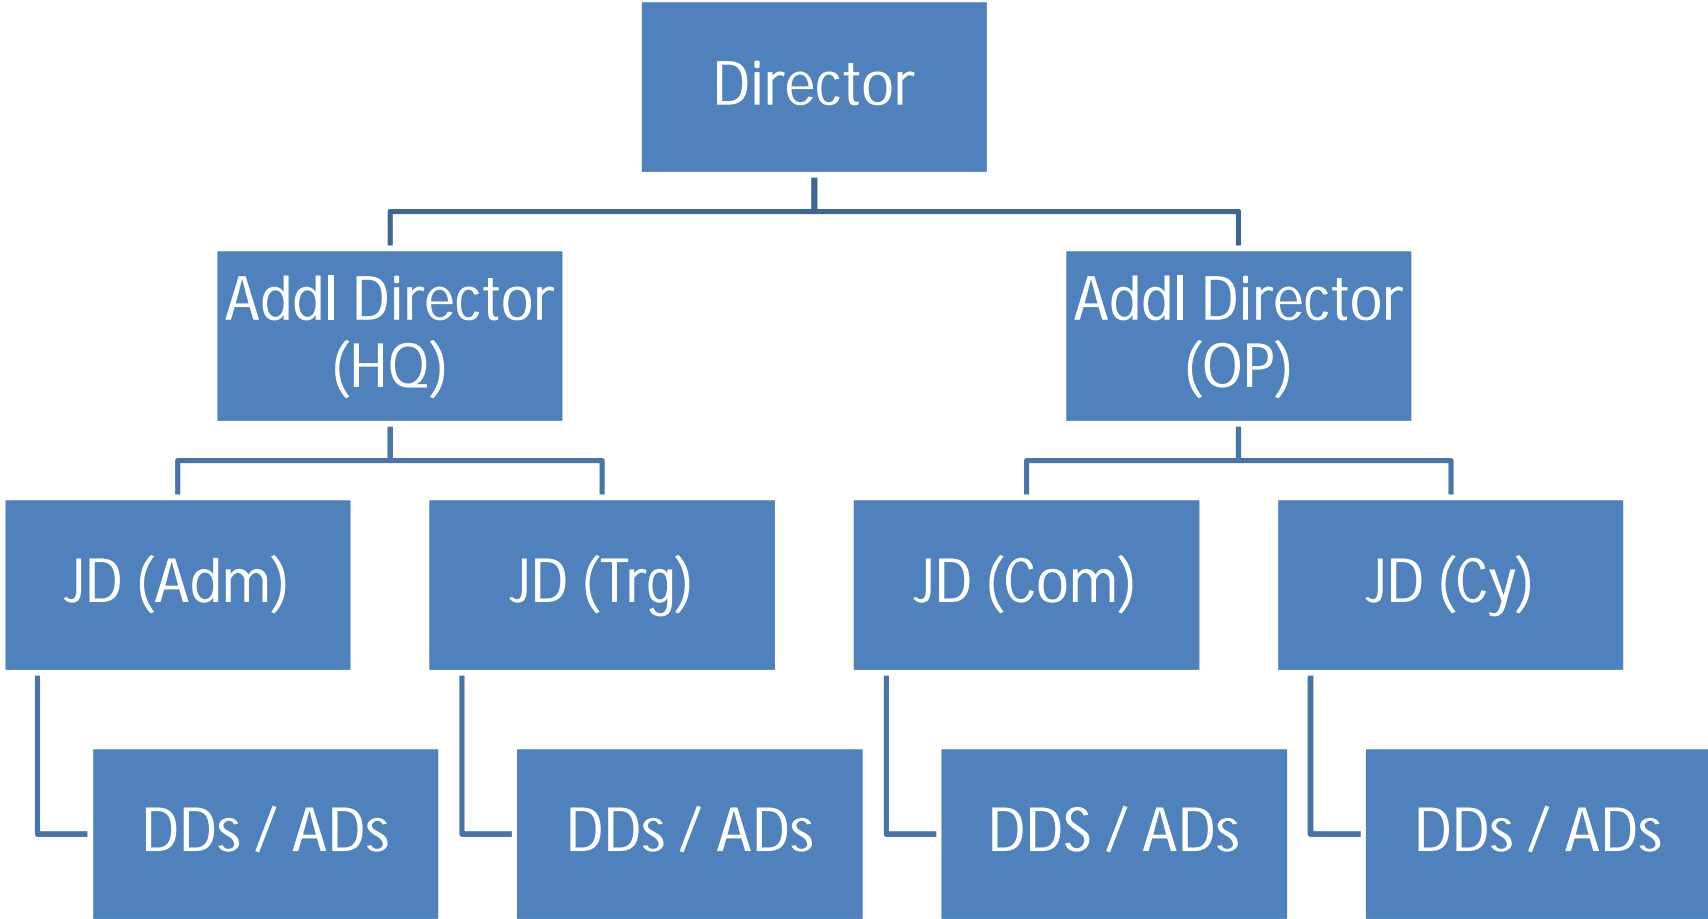 Director
Addl Director
(HQ)
Addl Director
(OP)
JD (Adm)
JD (Trg)
JD (Com)
JD (Cy)
DDs / ADs
DDs / ADs
DDS / ADs
DDs / ADs